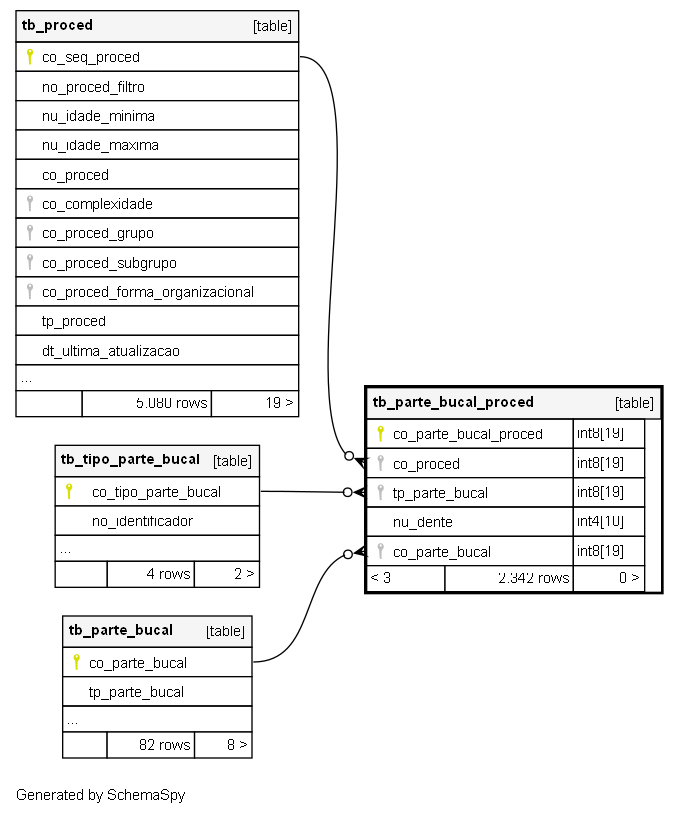 tb_proced [table]
co_seq_proced
no_proced_filtro
nu_idade_minima
nu_idade_maxima
co_proced
co_complexidade
co_proced_grupo
co_proced_subgrupo
co_proced_forma_organizacional
tp_proced
dt_ultima_atualizacao
...
5.080 rows 19 >
tb_parte_bucal_proced [table]
co_parte_bucal_proced int8[19]
co_proced int8[19]
tp_parte_bucal int8[19]
nu_dente int4[10]
co_parte_bucal int8[19]
< 3 2.342 rows 0 >
tb_tipo_parte_bucal [table]
co_tipo_parte_bucal
no_identificador
...
4 rows 2 >
tb_parte_bucal [table]
co_parte_bucal
tp_parte_bucal
...
82 rows 8 >
Generated by SchemaSpy